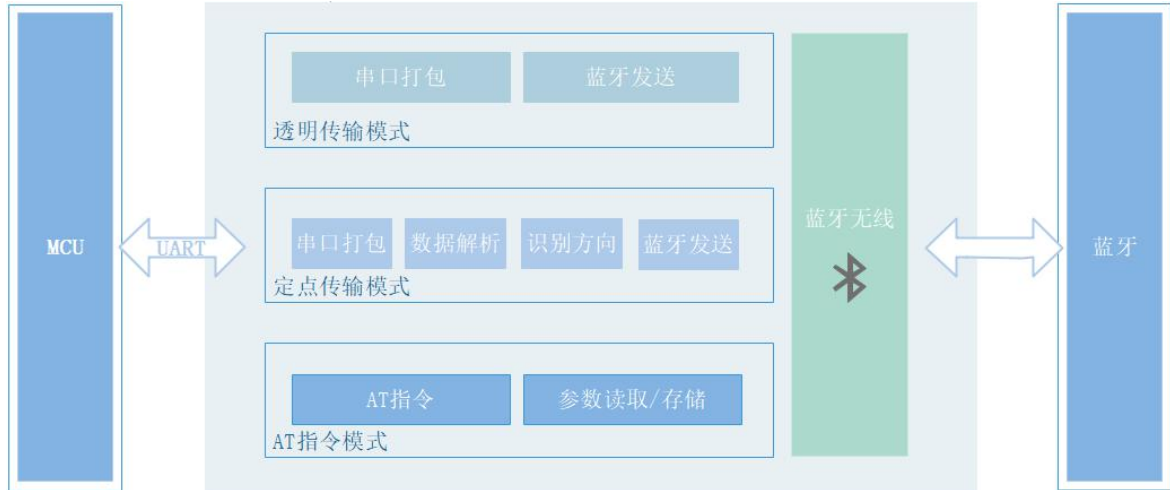 MCU
UART
串口打包
蓝牙发送
透明传输模式
串口打包
数据解析
识别方向
蓝牙发送
定点传输模式
AT指令
参数读取/存储
AT指令模式
蓝牙无线
蓝牙